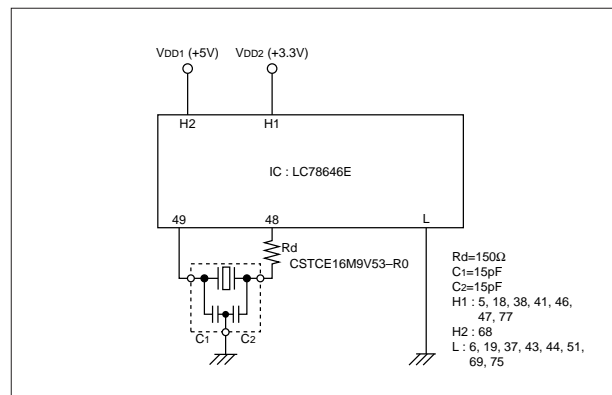 VDD1 (+5V)
VDD2 (+3.3V)
H2
H1
IC : LC78646E
49
48
L
Rd
CSTCE16M9V53–R0
C1
C2
Rd=150Ω
C1=15pF
C2=15pF
H1 : 5, 18, 38, 41, 46,
47, 77
H2 : 68
L : 6, 19, 37, 43, 44, 51,
69, 75